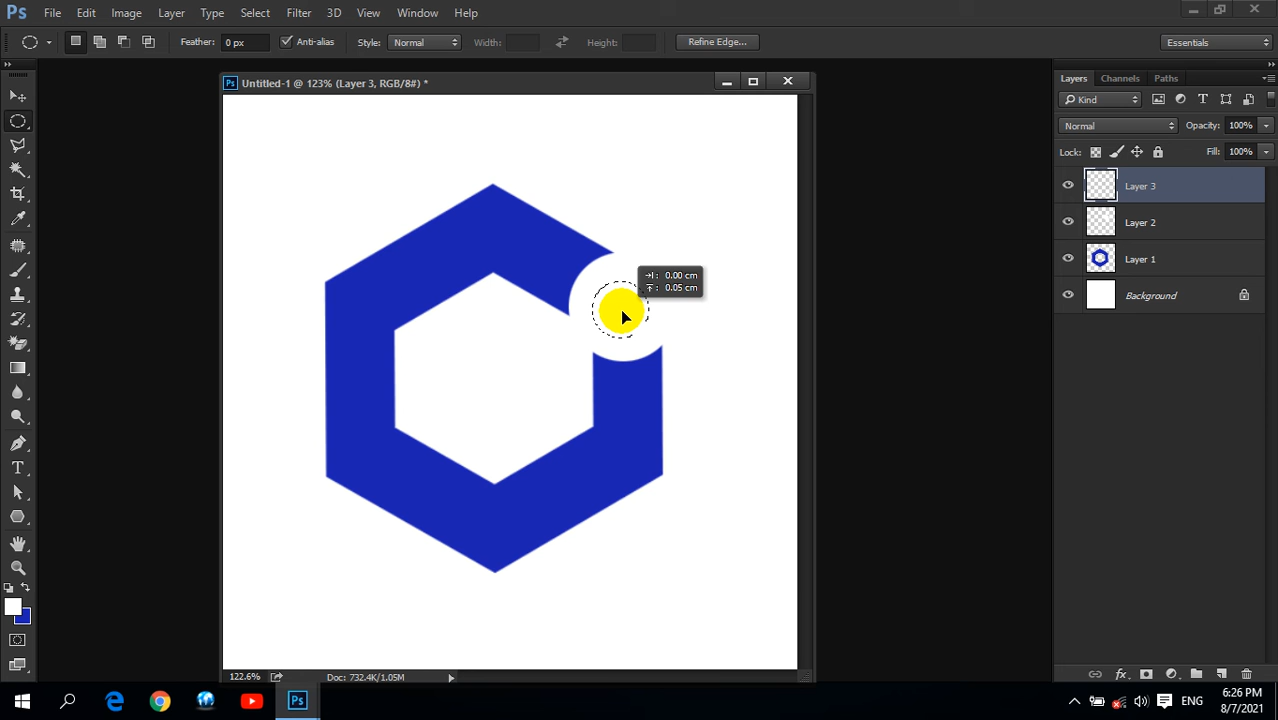 Ps File Edit Image Layer Type Select Filter 3D View Window Help
Feather: 0 px Anti-alias Style: Normal Width: Height: Refine Edge... Essentials
Ps Untitled-1 @ 123% (Layer 3, RGB/8#) *
Layers Channels Paths
Kind
Normal Opacity: 100%
Lock: Fill: 100%
Layer 3
Layer 2
Layer 1
Background
0.00 cm
0.05 cm
T
122.6% Doc: 732.4K/1.05M
fx
Ps ENG 6:26 PM
8/7/2021